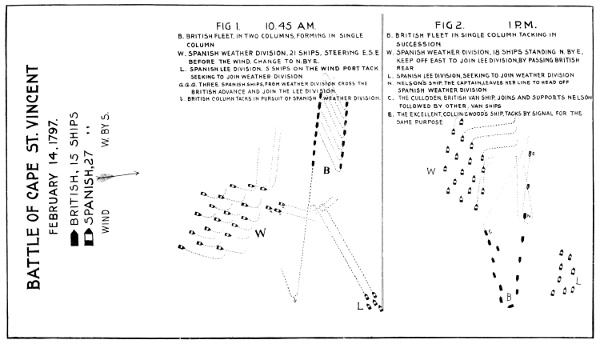 BATTLE OF CAPE ST. VINCENT
FEBRUARY 14, 1797.
BRITISH, 15 SHIPS
SPANISH, 27 ,,
WIND W. BY S.
FIG 1. 10.45 A.M.
B. BRITISH FLEET, IN TWO COLUMNS, FORMING IN SINGLE
COLUMN
W. SPANISH WEATHER DIVISION, 21 SHIPS, STEERING E.S.E
BEFORE THE WIND, CHANGE TO N.BY E.
L. SPANISH LEE DIVISION, 5 SHIPS ON THE WIND PORT TACK
SEEKING TO JOIN WEATHER DIVISION
G.G.G. THREE SPANISH SHIPS, FROM WEATHER DIVISION CROSS THE
BRITISH ADVANCE AND JOIN THE LEE DIVISION
BRITISH COLUMN TACKS IN PURSUIT OF SPANISH WEATHER DIVISION.
B
W
L
FIG 2. 1 P.M.
B. BRITISH FLEET IN SINGLE COLUMN TACKING IN
SUCCESSION
W. SPANISH WEATHER DIVISION, 18 SHIPS STANDING N. BY E,
KEEP OFF EAST TO JOIN LEE DIVISION, BY PASSING BRITISH
REAR
L. SPANISH LEE DIVISION, SEEKING TO JOIN WEATHER DIVISION
N. NELSON'S SHIP, THE CAPTAIN, LEAVES HER LINE TO HEAD OFF
SPANISH WEATHER DIVISION
C. THE CULLODEN, BRITISH VAN SHIP, JOINS AND SUPPORTS NELSON
FOLLOWED BY OTHER VAN SHIPS
E. THE EXCELLENT, COLLINGWOOD'S SHIP, TACKS BY SIGNAL FOR THE
SAME PURPOSE
W
B
L